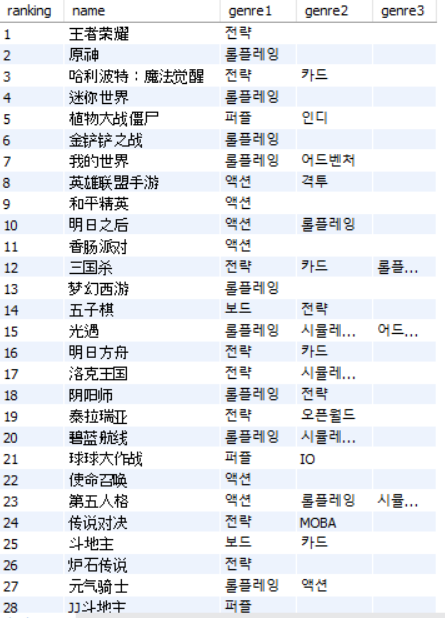 ranking name genre1 genre2 genre3
1 王者荣耀 전략
2 原神 롤플레잉
3 哈利波特：魔法觉醒 전략 카드
4 迷你世界 롤플레잉
5 植物大战僵尸 퍼플 인디
6 金铲铲之战 롤플레잉
7 我的世界 롤플레잉 어드벤처
8 英雄联盟手游 액션 격투
9 和平精英 액션
10 明日之后 액션 롤플레잉
11 香肠派对 액션
12 三国杀 전략 카드 롤플...
13 梦幻西游 롤플레잉
14 五子棋 보드 전략
15 光遇 롤플레잉 시뮬레... 어드...
16 明日方舟 전략 카드
17 洛克王国 전략 시뮬레...
18 阴阳师 롤플레잉 전략
19 泰拉瑞亚 전략 오픈월드
20 碧蓝航线 롤플레잉 시뮬레...
21 球球大作战 퍼플 IO
22 使命召唤 액션
23 第五人格 액션 롤플레잉 시뮬...
24 传说对决 전략 MOBA
25 斗地主 보드 카드
26 炉石传说 전략
27 元气骑士 롤플레잉 액션
28 JJ斗地主 퍼플